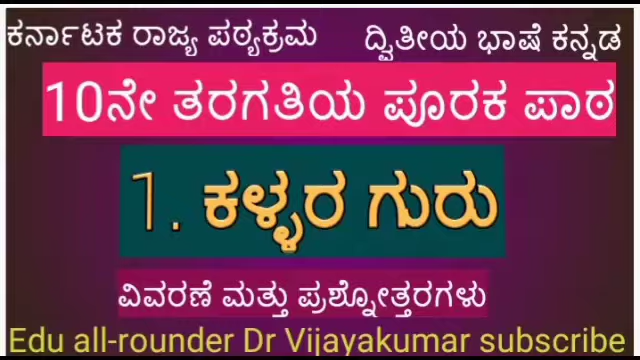 ಕರ್ನಾಟಕ ರಾಜ್ಯ ಪಠ್ಯಕ್ರಮ ದ್ವಿತೀಯ ಭಾಷೆ ಕನ್ನಡ
10ನೇ ತರಗತಿಯ ಪೂರಕ ಪಾಠ
1. ಕಳ್ಳರ ಗುರು
ವಿವರಣೆ ಮತ್ತು ಪ್ರಶ್ನೋತ್ತರಗಳು
Edu all-rounder Dr Vijayakumar subscribe